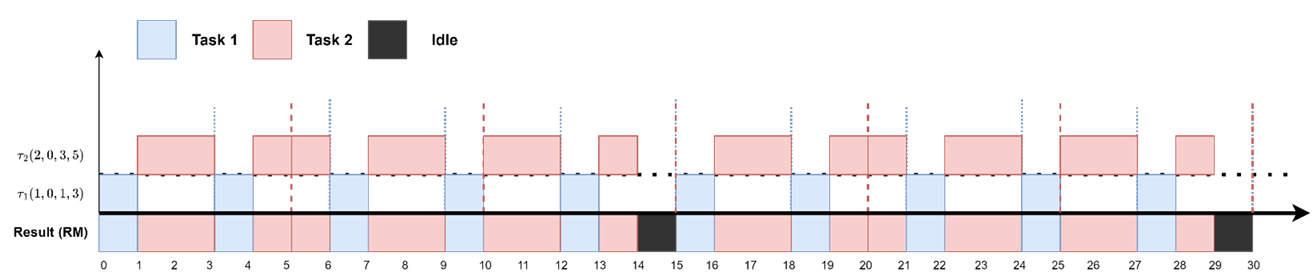 Task 1 Task 2 Idle
τ₂(2, 0, 3, 5)
τ₁(1, 0, 1, 3)
Result (RM)
0 1 2 3 4 5 6 7 8 9 10 11 12 13 14 15 16 17 18 19 20 21 22 23 24 25 26 27 28 29 30